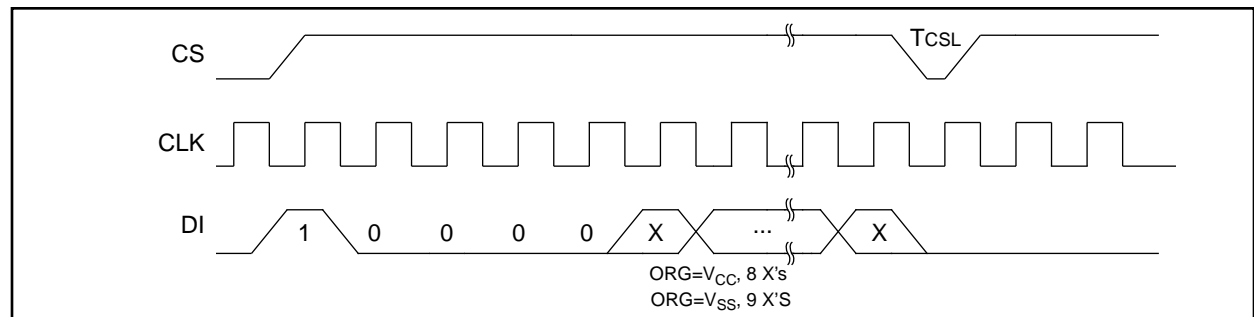 CS
TCSL
CLK
DI
1 0 0 0 0 X ... X
ORG=VCC, 8 X's
ORG=VSS, 9 X'S